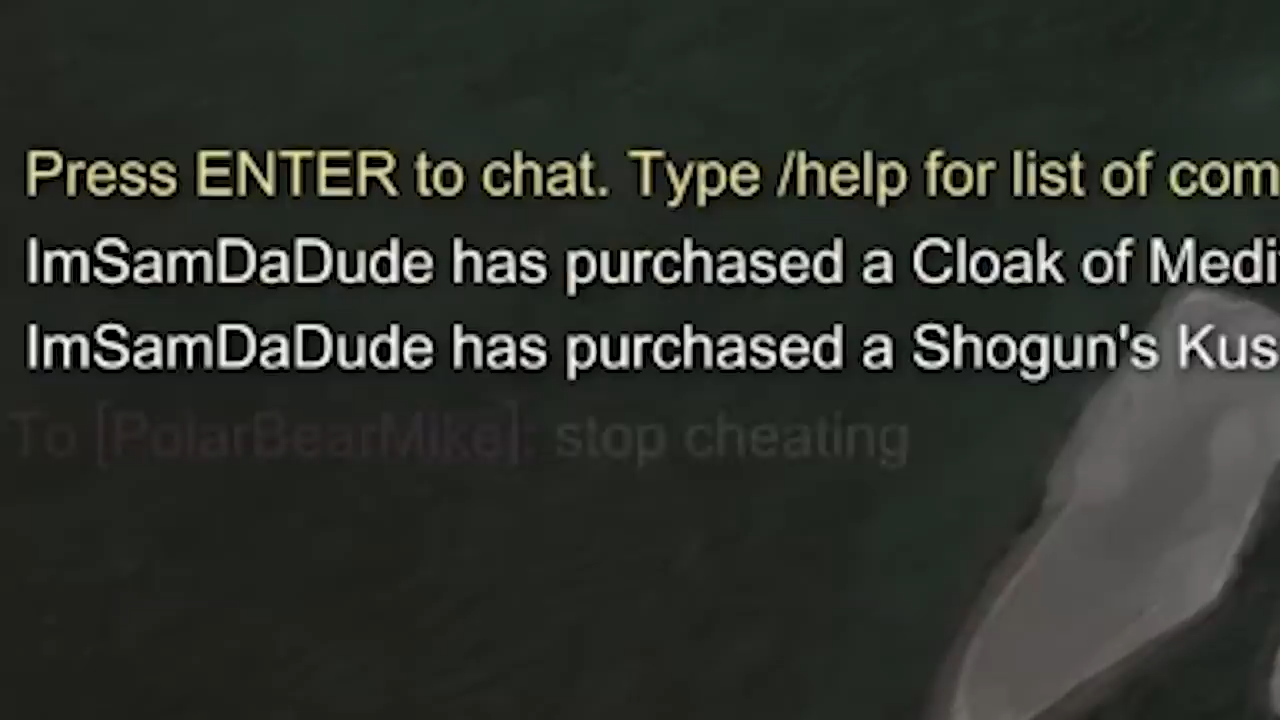 Press ENTER to chat. Type /help for list of com
ImSamDaDude has purchased a Cloak of Medi
ImSamDaDude has purchased a Shogun's Kus
To [PolarBearMike]: stop cheating